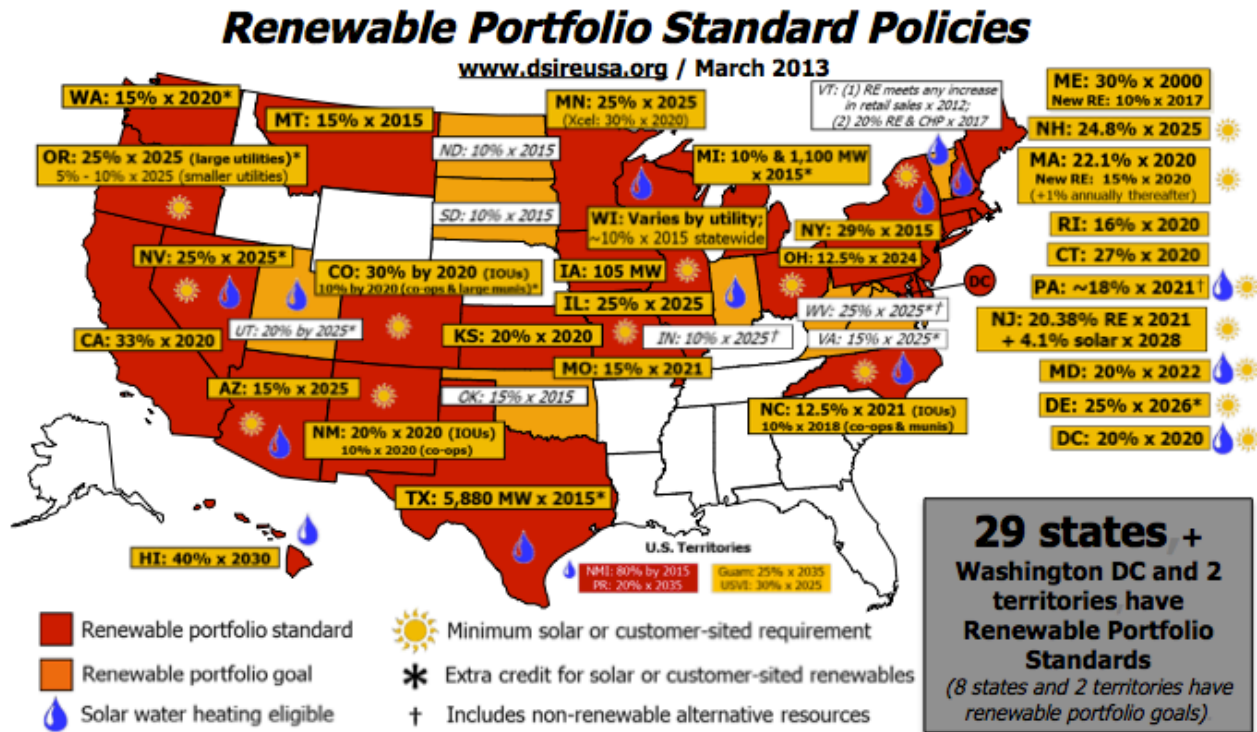 Renewable Portfolio Standard Policies
www.dsireusa.org / March 2013
WA: 15% x 2020*
MT: 15% x 2015
MN: 25% x 2025
(Xcel: 30% x 2020)
VT: (1) RE meets any increase
in retail sales x 2012;
(2) 20% RE & CHP x 2017
ME: 30% x 2000
New RE: 10% x 2017
OR: 25% x 2025 (large utilities)*
5% - 10% x 2025 (smaller utilities)
ND: 10% x 2015
MI: 10% & 1,100 MW
x 2015*
NH: 24.8% x 2025
MA: 22.1% x 2020
New RE: 15% x 2020
(+1% annually thereafter)
SD: 10% x 2015
WI: Varies by utility;
~10% x 2015 statewide
NY: 29% x 2015
RI: 16% x 2020
NV: 25% x 2025*
CO: 30% by 2020 (IOUs)
10% by 2020 (co-ops & large munis)*
IA: 105 MW
OH: 12.5% x 2024
CT: 27% x 2020
DC
PA: ~18% x 2021†
UT: 20% by 2025*
IL: 25% x 2025
WV: 25% x 2025*†
CA: 33% x 2020
KS: 20% x 2020
IN: 10% x 2025†
VA: 15% x 2025*
NJ: 20.38% RE x 2021
+ 4.1% solar x 2028
MO: 15% x 2021
MD: 20% x 2022
AZ: 15% x 2025
OK: 15% x 2015
DE: 25% x 2026*
NM: 20% x 2020 (IOUs)
10% x 2020 (co-ops)
NC: 12.5% x 2021 (IOUs)
10% x 2018 (co-ops & munis)
DC: 20% x 2020
TX: 5,880 MW x 2015*
HI: 40% x 2030
U.S. Territories
NMI: 80% by 2015
PR: 20% x 2035
Guam: 25% x 2035
USVI: 30% x 2025
29 states,+
Washington DC and 2
territories have
Renewable Portfolio
Standards
(8 states and 2 territories have
renewable portfolio goals).
Renewable portfolio standard
Renewable portfolio goal
Solar water heating eligible
Minimum solar or customer-sited requirement
* Extra credit for solar or customer-sited renewables
† Includes non-renewable alternative resources